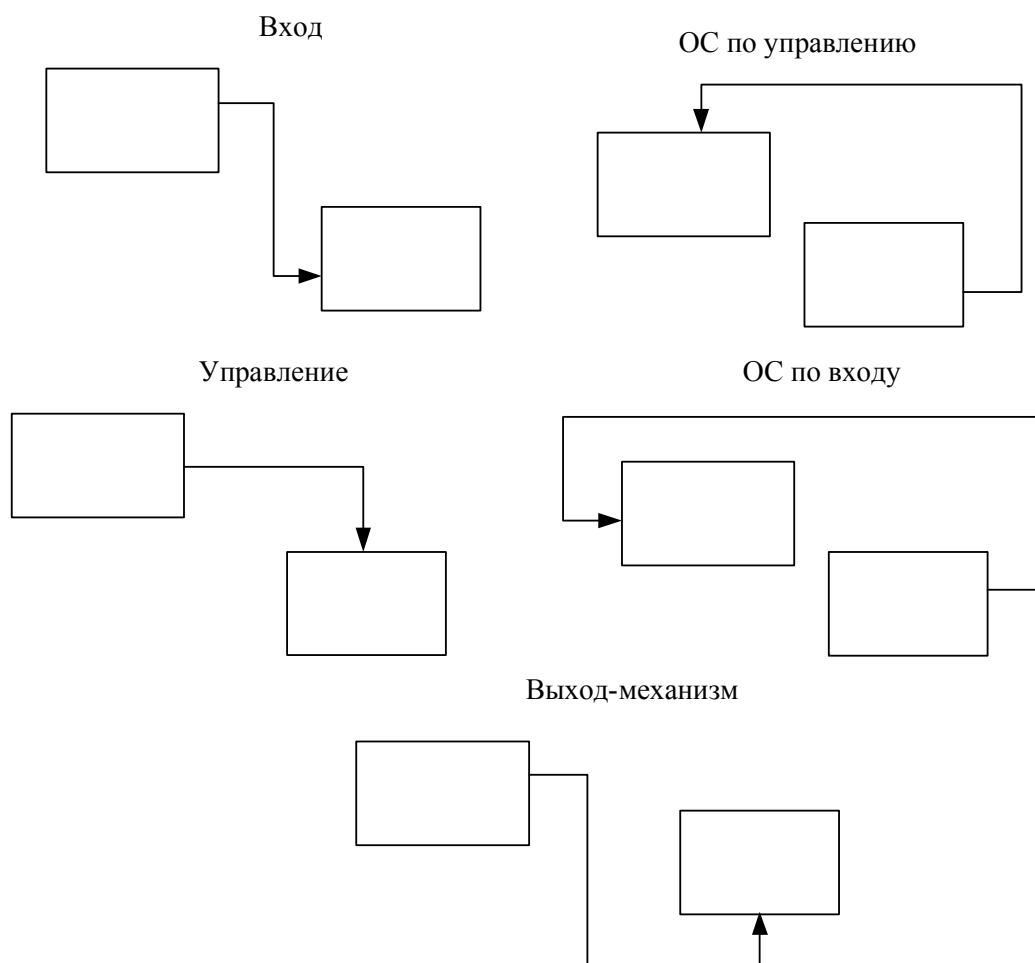 Вход
ОС по управлению
Управление
ОС по входу
Выход-механизм